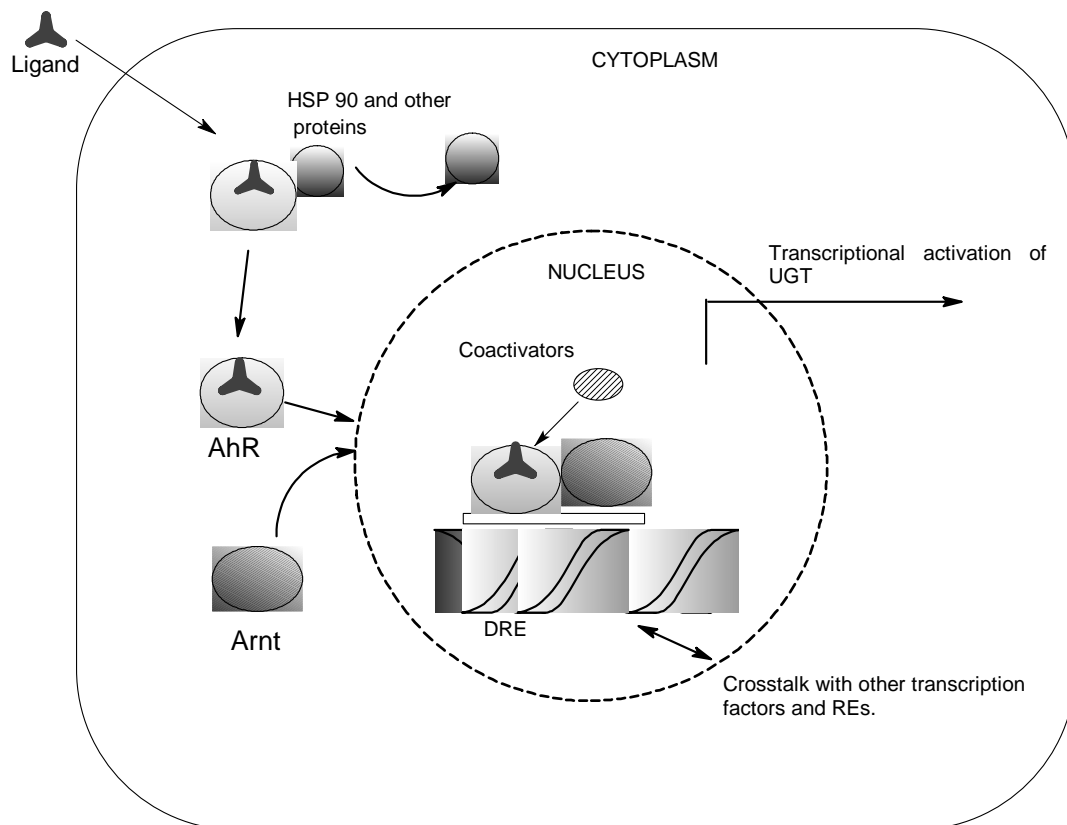 Ligand
CYTOPLASM
HSP 90 and other
proteins
NUCLEUS
Transcriptional activation of
UGT
Coactivators
AhR
Arnt
DRE
Crosstalk with other transcription
factors and REs.